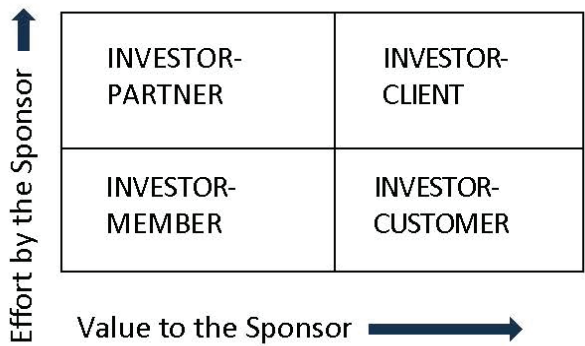 Effort by the Sponsor
INVESTOR-
PARTNER
INVESTOR-
CLIENT
INVESTOR-
MEMBER
INVESTOR-
CUSTOMER
Value to the Sponsor